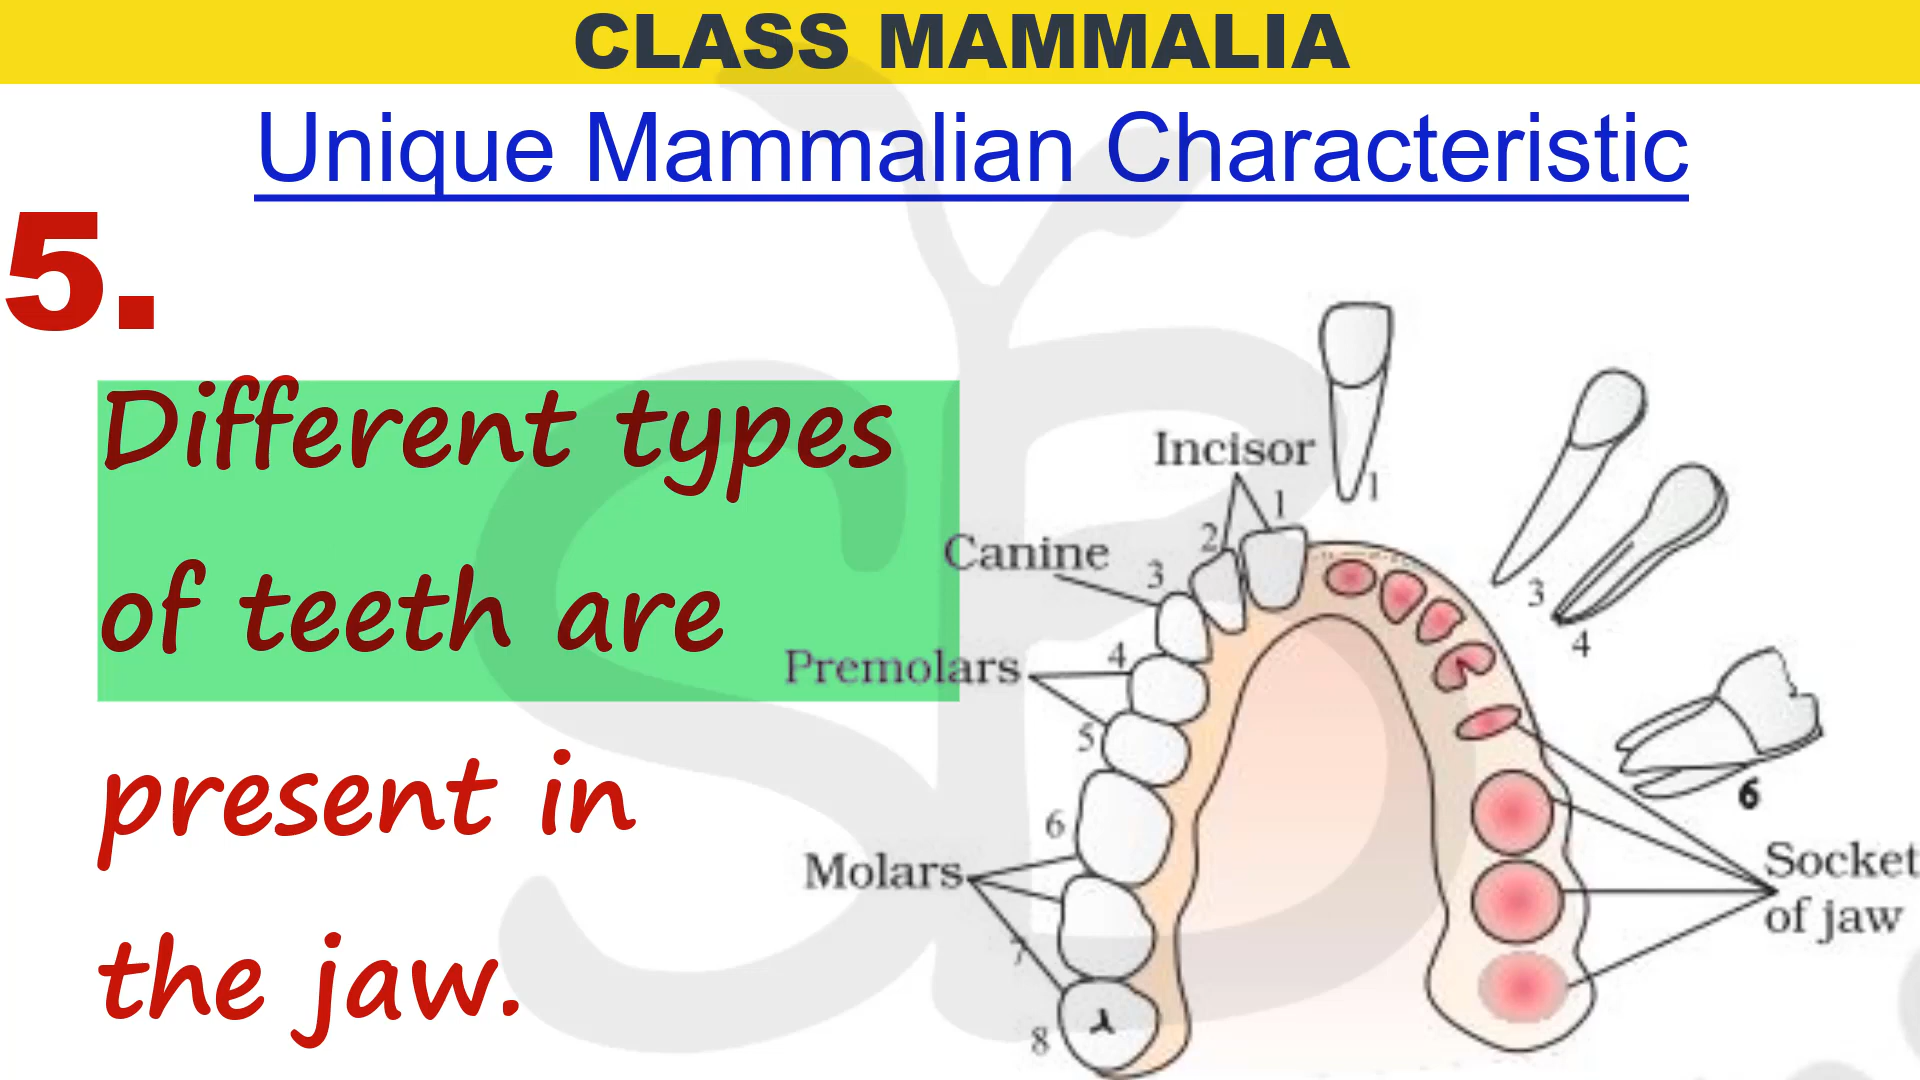 CLASS MAMMALIA
Unique Mammalian Characteristic
5.
Different types
of teeth are
present in
the jaw.
Incisor
Canine
Premolars
Molars
1
2
3
4
5
6
7
8
1
3
4
6
Socket
of jaw